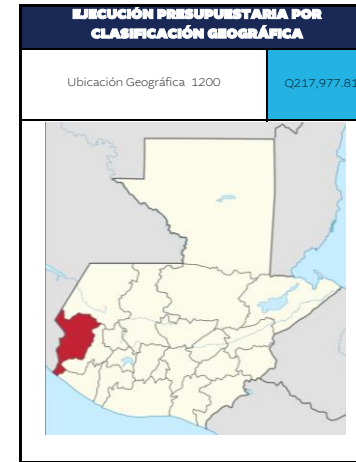 EJECUCIÓN PRESUPUESTARIA POR
CLASIFICACIÓN GEOGRÁFICA
Ubicación Geográfica 1200
Q217,977.81